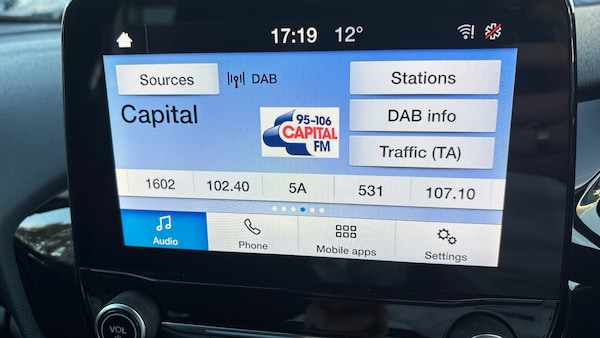 17:19 12°
Sources DAB Stations
Capital
95-106
CAPITAL
FM
DAB info
Traffic (TA)
1602 102.40 5A 531 107.10
Audio Phone Mobile apps Settings
VOL